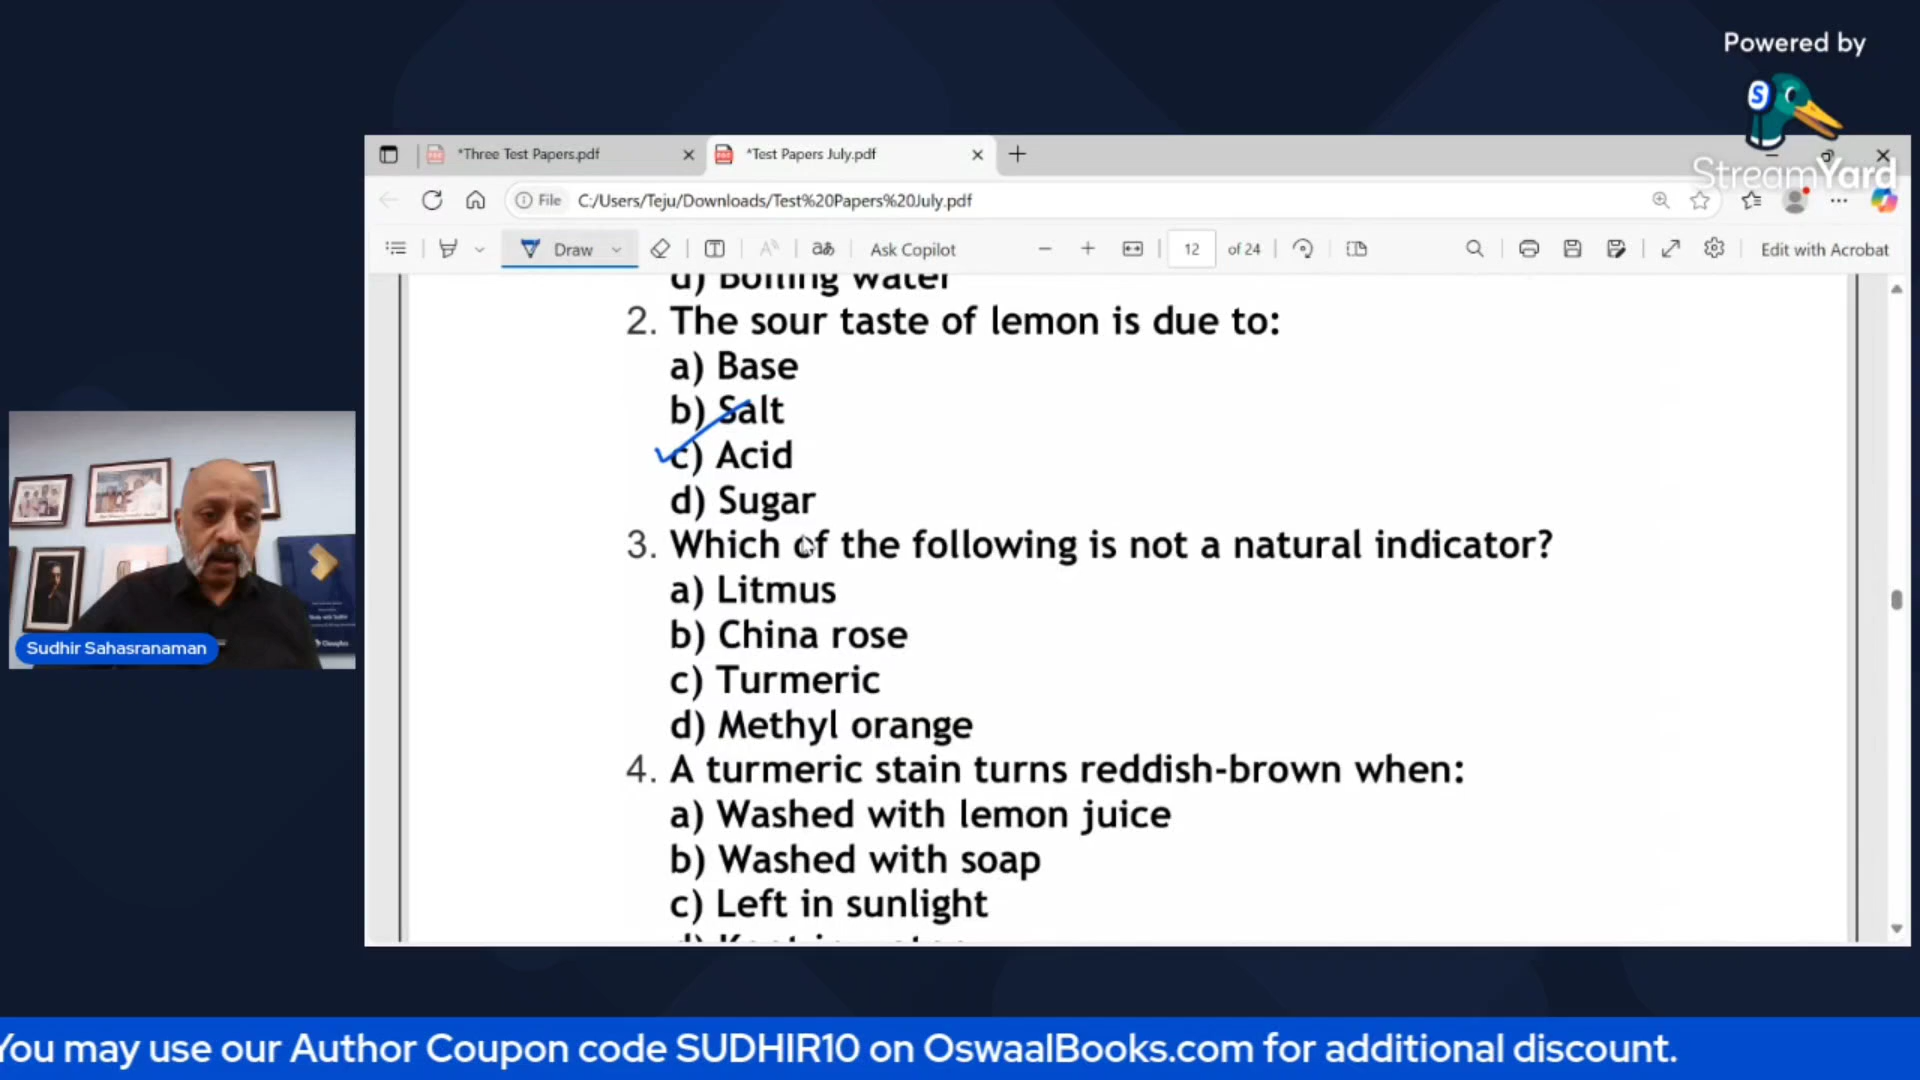 Powered by
StreamYard
*Three Test Papers.pdf
*Test Papers July.pdf
File
C:/Users/Teju/Downloads/Test%20Papers%20July.pdf
Draw
Ask Copilot
12
of 24
Edit with Acrobat
d) Boiling water
2. The sour taste of lemon is due to:
a) Base
b) Salt
c) Acid
d) Sugar
3. Which of the following is not a natural indicator?
a) Litmus
b) China rose
c) Turmeric
d) Methyl orange
4. A turmeric stain turns reddish-brown when:
a) Washed with lemon juice
b) Washed with soap
c) Left in sunlight
Sudhir Sahasranaman
You may use our Author Coupon code SUDHIR10 on OswaalBooks.com for additional discount.